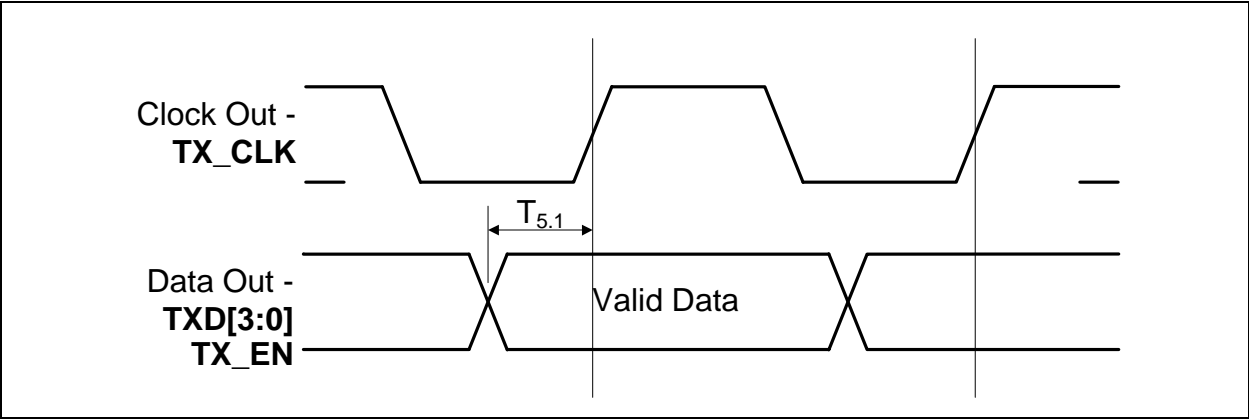 Clock Out -
TX_CLK
T5.1
Data Out -
TXD[3:0]
TX_EN
Valid Data